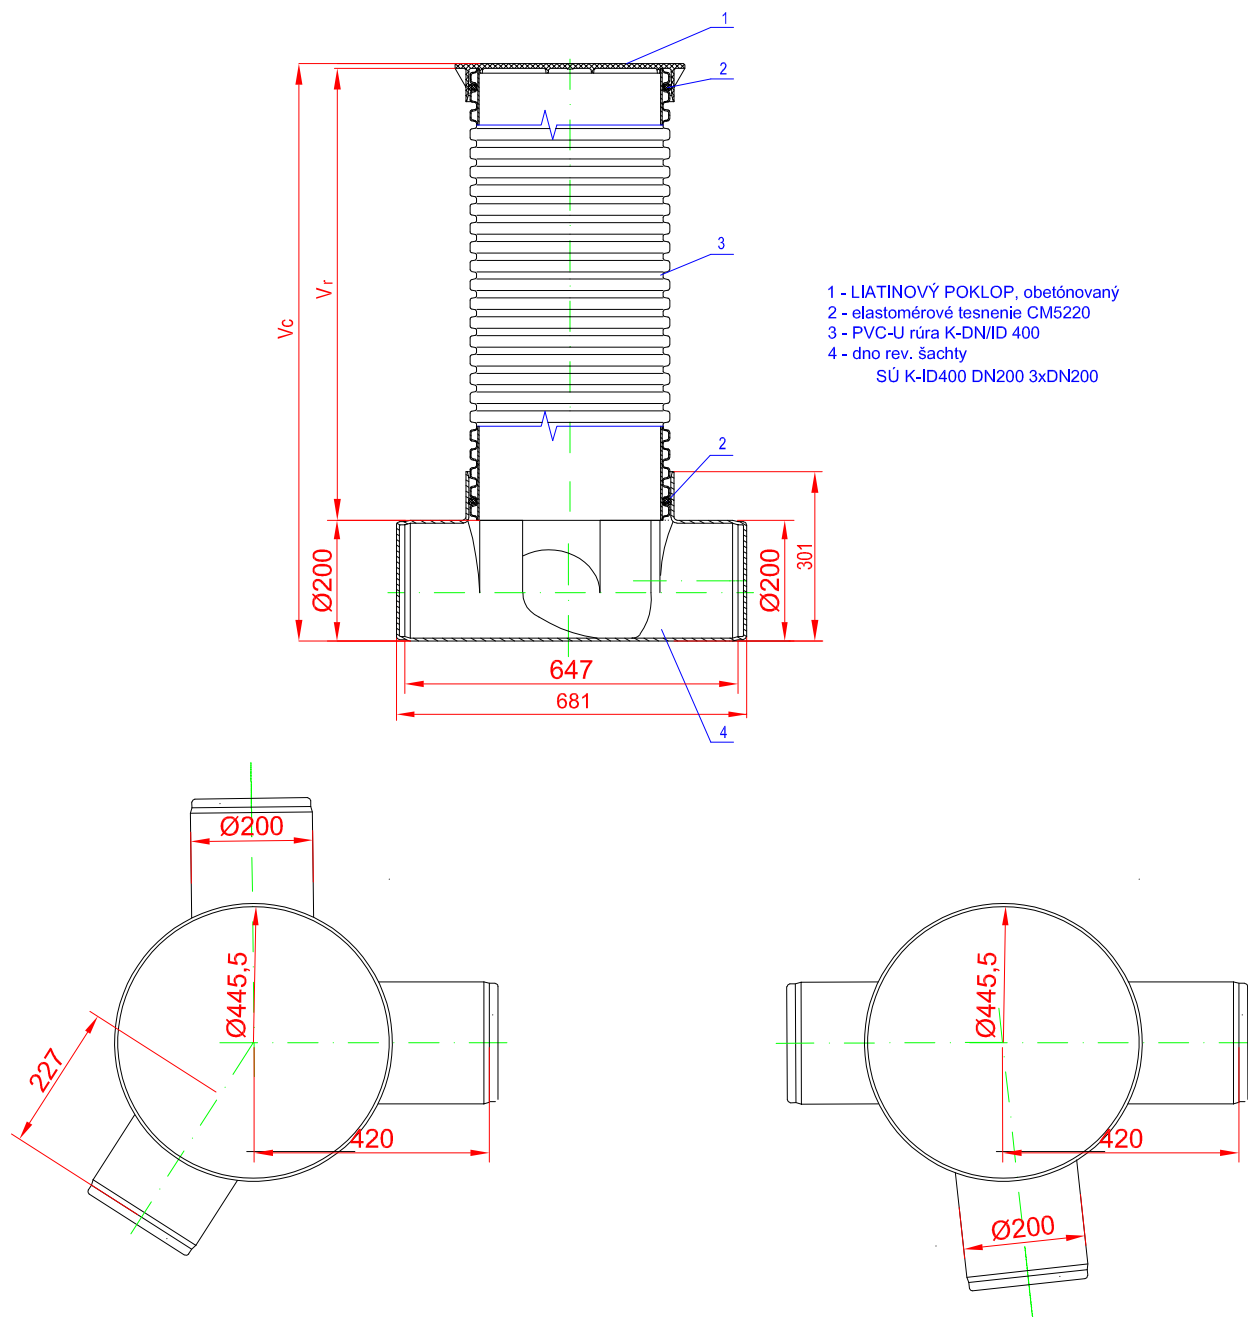 1
2
3
Vr
Vc
1 - LIATINOVÝ POKLOP, obetónovaný
2 - elastomérové tesnenie CM5220
3 - PVC-U rúra K-DN/ID 400
4 - dno rev. šachty
SÚ K-ID400 DN200 3xDN200
2
Ø200
Ø200
301
647
681
4
Ø200
Ø445,5
227
420
Ø445,5
420
Ø200